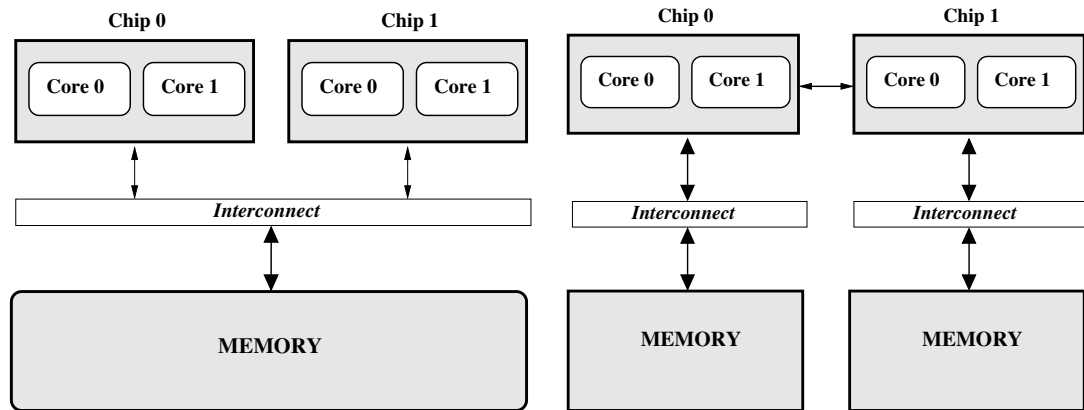 Chip 0 Chip 1
Core 0 Core 1 Core 0 Core 1
Interconnect
MEMORY
Chip 0 Chip 1
Core 0 Core 1 Core 0 Core 1
Interconnect Interconnect
MEMORY MEMORY